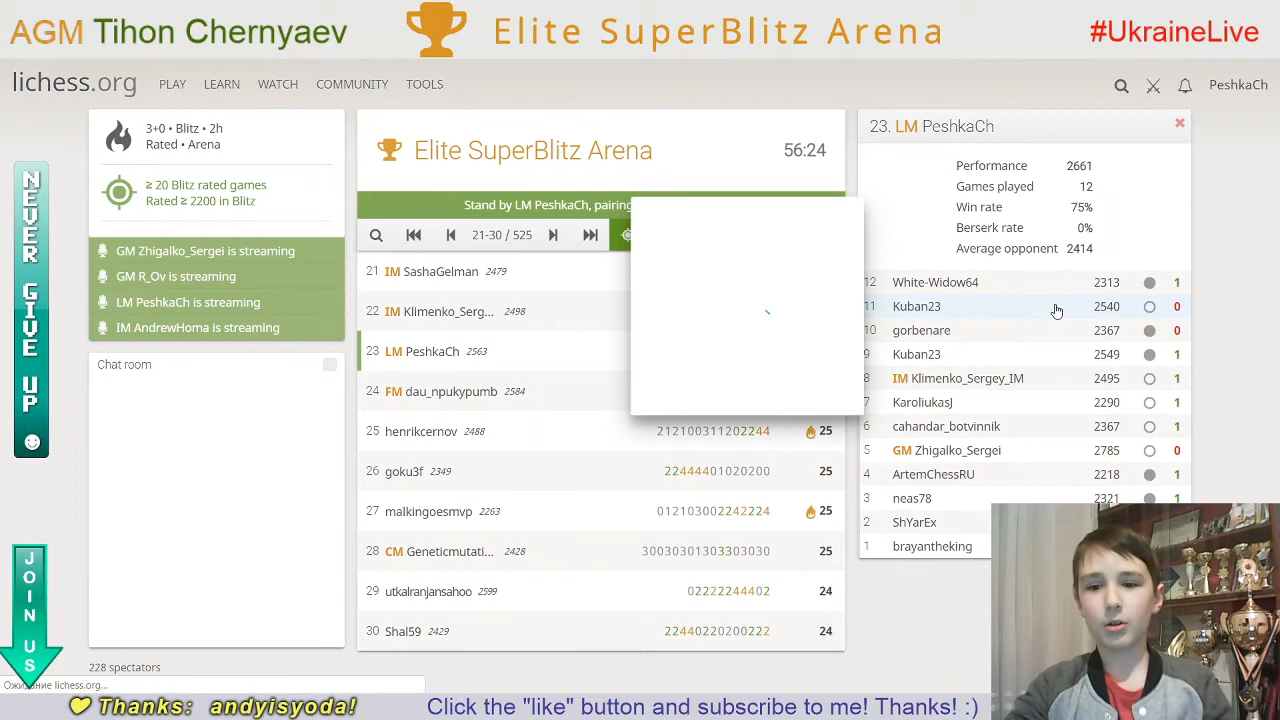 AGM Tihon Chernyaev
Elite SuperBlitz Arena
#UkraineLive
lichess.org PLAY LEARN WATCH COMMUNITY TOOLS PeshkaCh
NEVER GIVE UP
JOIN US
3+0 • Blitz • 2h
Rated • Arena
≥ 20 Blitz rated games
Rated ≥ 2200 in Blitz
GM Zhigalko_Sergei is streaming
GM R_Ov is streaming
LM PeshkaCh is streaming
IM AndrewHoma is streaming
Chat room
228 spectators
Ожидание lichess.org...
Elite SuperBlitz Arena 56:24
Stand by LM PeshkaCh, pairing
21-30 / 525
21 IM SashaGelman 2479
22 IM Klimenko_Serg... 2498
23 LM PeshkaCh 2563
24 FM dau_npukypumb 2584
25 henrikcernov 2488 212100311202244 25
26 goku3f 2349 22444401020200 25
27 malkingoesmvp 2263 012103002242224 25
28 CM Geneticmutati... 2428 30030301303303030 25
29 utkalranjansahoo 2599 0222224440​2 24
30 Shal59 2429 2244022020022​2 24
23. LM PeshkaCh
Performance 2661
Games played 12
Win rate 75%
Berserk rate 0%
Average opponent 2414
12 White-Widow64 2313 1
11 Kuban23 2540 0
10 gorbenare 2367 0
9 Kuban23 2549 1
8 IM Klimenko_Sergey_IM 2495 1
7 KaroliukasJ 2290 1
6 cahandar_botvinnik 2367 1
5 GM Zhigalko_Sergei 2785 0
4 ArtemChessRU 2218 1
3 neas78 2321 1
2 ShYarEx
1 brayantheking
Thanks: andyisyoda!
Click the "like" button and subscribe to me! Thanks! :)